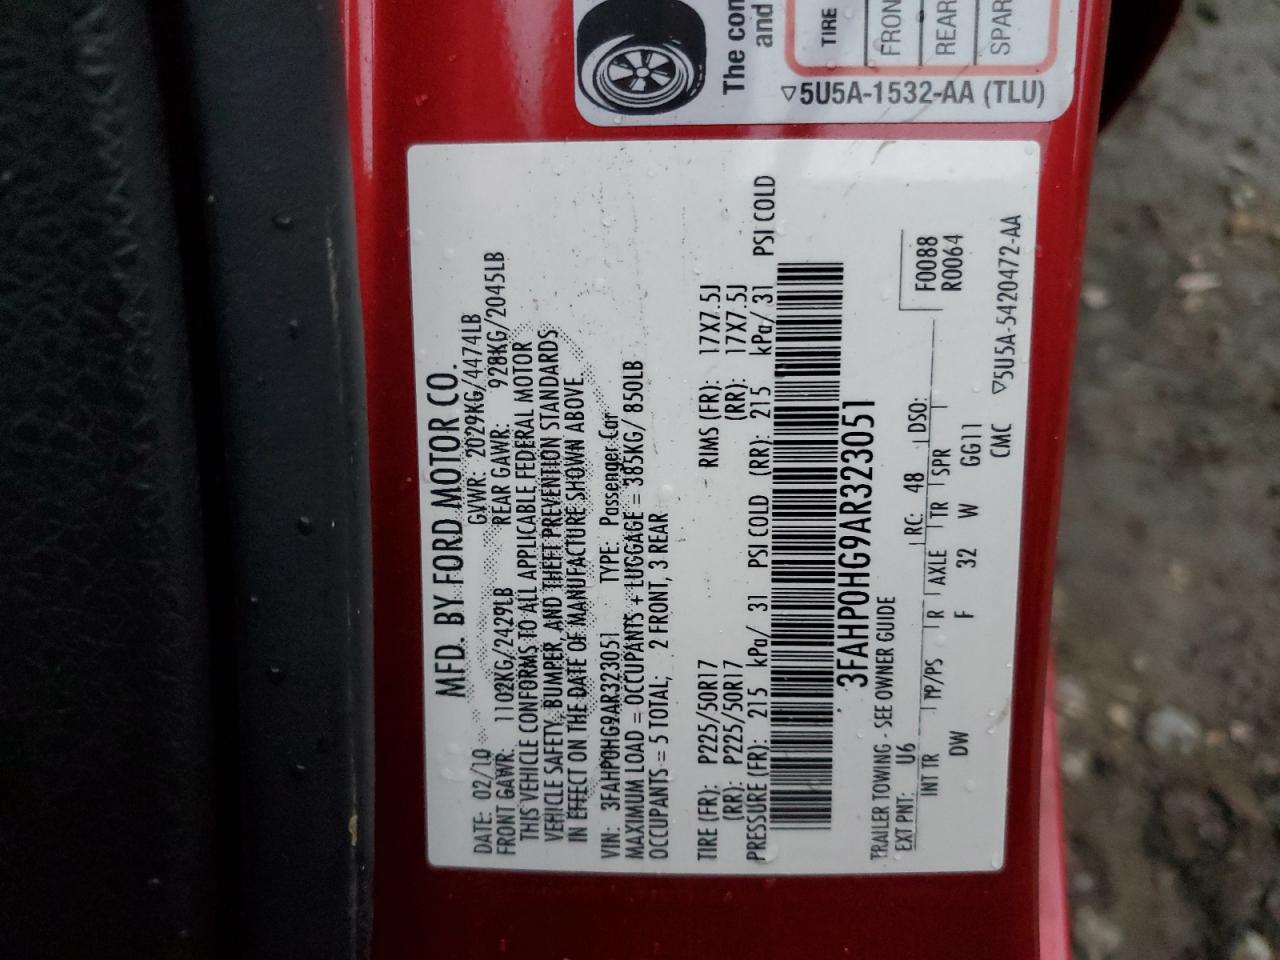 The con
and
TIRE
FRON
REAR
SPAR
▽5U5A-1532-AA (TLU)
MFD. BY FORD MOTOR CO.
DATE: 02/10 GVWR: 2029KG/4474LB
FRONT GAWR: 1102KG/2429LB REAR GAWR: 928KG/2045LB
THIS VEHICLE CONFORMS TO ALL APPLICABLE FEDERAL MOTOR
VEHICLE SAFETY, BUMPER, AND THEFT PREVENTION STANDARDS
IN EFFECT ON THE DATE OF MANUFACTURE SHOWN ABOVE.
VIN: 3FAHP0HG9AR323051 TYPE: Passenger Car
MAXIMUM LOAD = OCCUPANTS + LUGGAGE = 385KG/ 850LB
OCCUPANTS = 5 TOTAL; 2 FRONT, 3 REAR
TIRE (FR): P225/50R17 RIMS (FR): 17X7.5J
(RR): P225/50R17 (RR): 17X7.5J
PRESSURE (FR): 215 kPa/ 31 PSI COLD (RR): 215 kPa/ 31 PSI COLD
3FAHP0HG9AR323051
TRAILER TOWING - SEE OWNER GUIDE
F0088
R0064
EXT PNT: U6 RC: 48 DSO:
INT TR TP/PS R AXLE TR SPR
DW F 32 W GG11
CMC
▽5U5A-5420472-AA